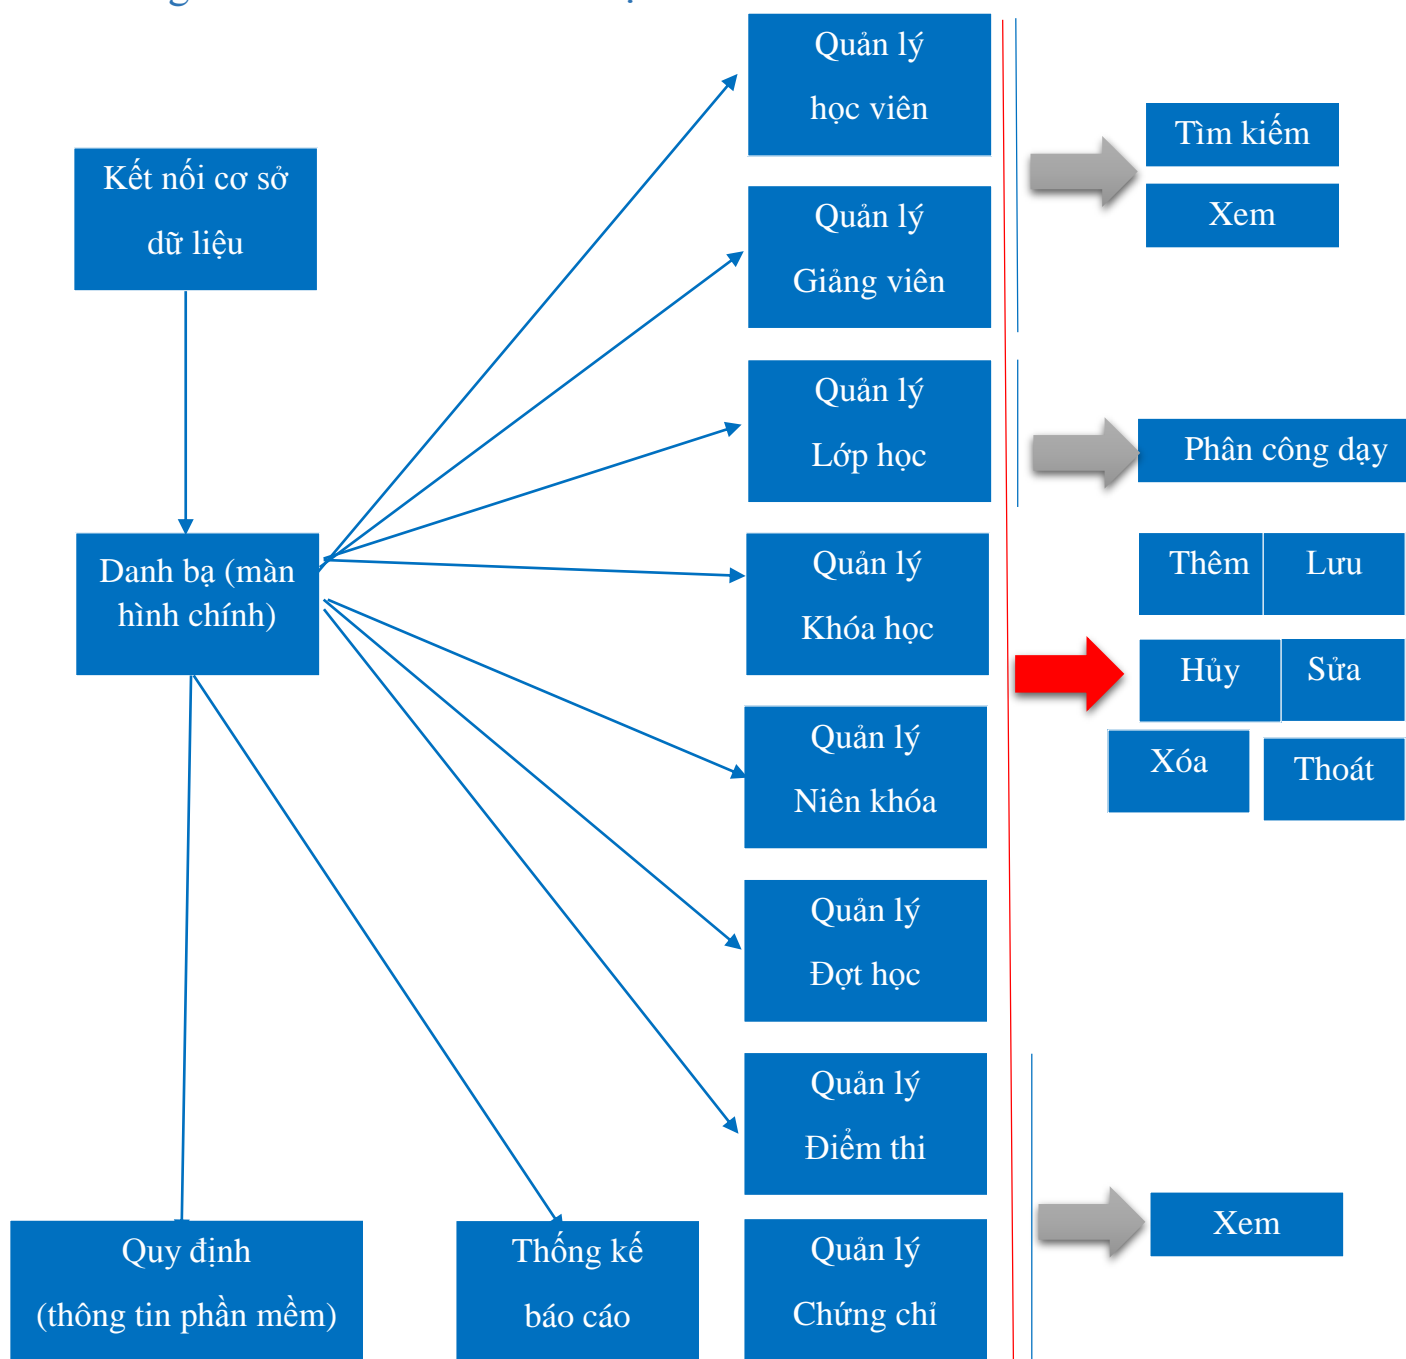 Quản lý
học viên
Tìm kiếm
Xem
Kết nối cơ sở
dữ liệu
Quản lý
Giảng viên
Quản lý
Lớp học
Phân công dạy
Danh bạ (màn
hình chính)
Quản lý
Khóa học
Thêm
Lưu
Hủy
Sửa
Xóa
Thoát
Quản lý
Niên khóa
Quản lý
Đợt học
Quản lý
Điểm thi
Xem
Quy định
(thông tin phần mềm)
Thống kế
báo cáo
Quản lý
Chứng chỉ